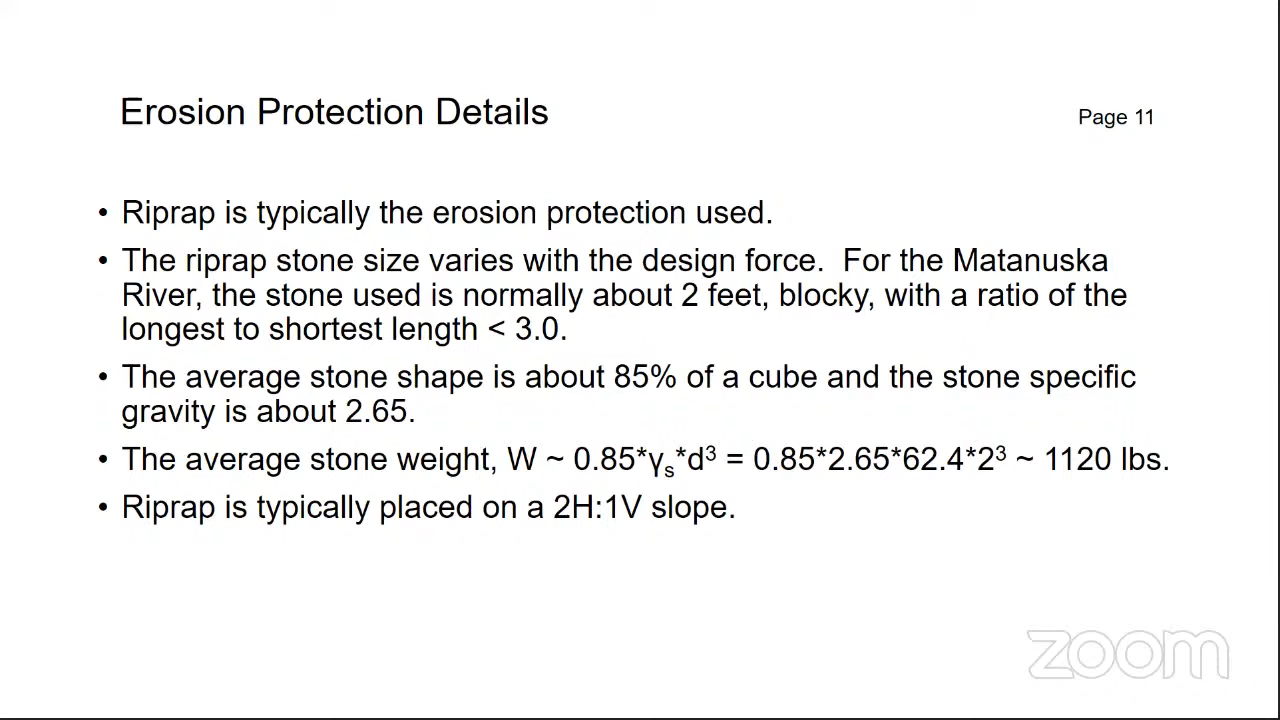 Erosion Protection Details
Page 11
• Riprap is typically the erosion protection used.
• The riprap stone size varies with the design force.  For the Matanuska
River, the stone used is normally about 2 feet, blocky, with a ratio of the
longest to shortest length < 3.0.
• The average stone shape is about 85% of a cube and the stone specific
gravity is about 2.65.
• The average stone weight, W ~ 0.85*γₛ*d³ = 0.85*2.65*62.4*2³ ~ 1120 lbs.
• Riprap is typically placed on a 2H:1V slope.
zoom